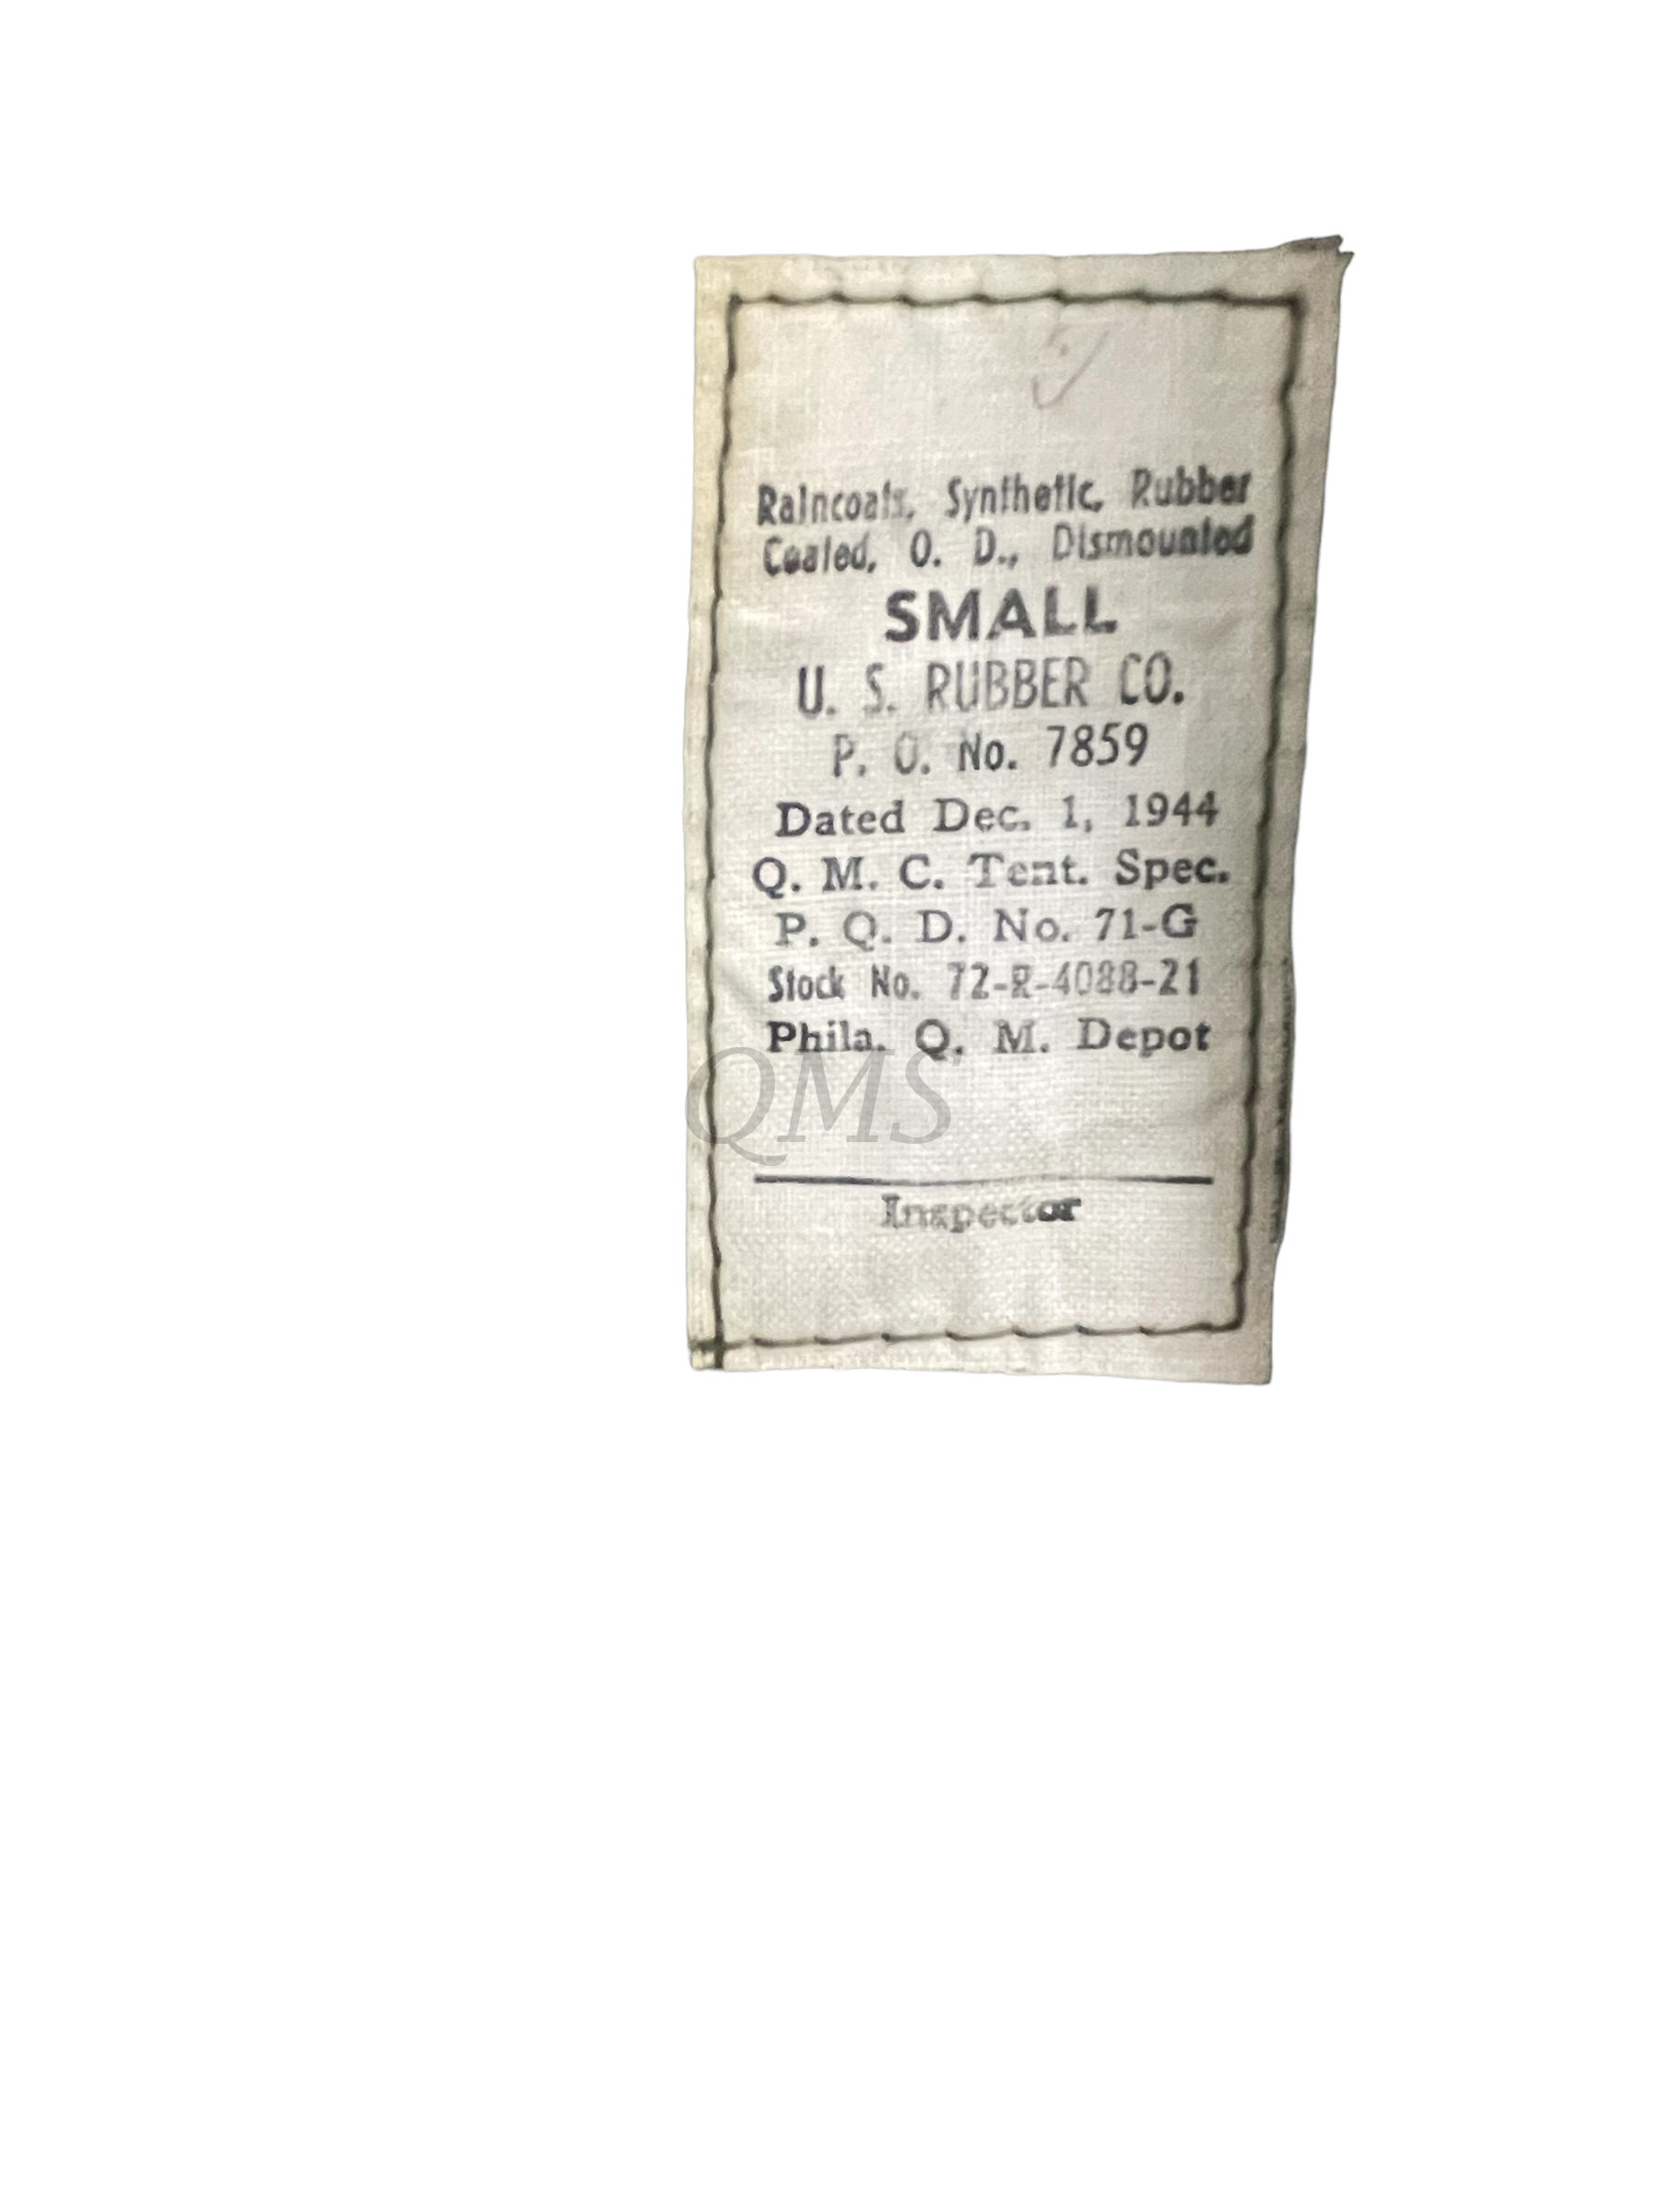 Raincoats, Synthetic, Rubber
Coated, O. D., Dismounted
SMALL
U. S. RUBBER CO.
P. O. No. 7859
Dated Dec. 1, 1944
Q. M. C. Tent. Spec.
P. Q. D. No. 71-G
Stock No. 72-R-4088-21
Phila. Q. M. Depot
QMS
Inspector